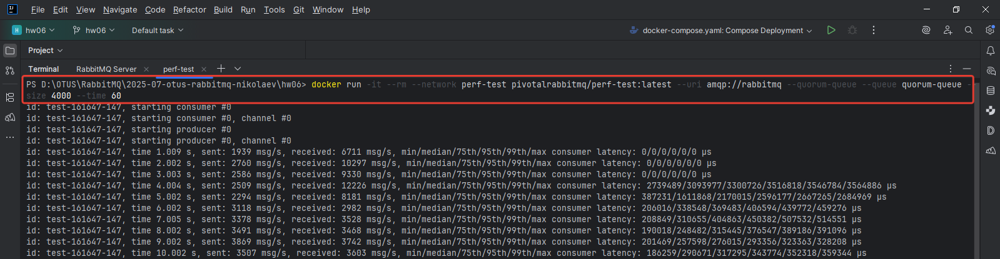 IJ File Edit View Navigate Code Refactor Build Run Tools Git Window Help
H hw06 hw06 Default task docker-compose.yaml: Compose Deployment
Project
Terminal RabbitMQ Server perf-test
PS D:\OTUS\RabbitMQ\2025-07-otus-rabbitmq-nikolaev\hw06> docker run -it --rm --network perf-test pivotalrabbitmq/perf-test:latest --uri amqp://rabbitmq --quorum-queue --queue quorum-queue -
size 4000 --time 60
id: test-161647-147, starting consumer #0
id: test-161647-147, starting consumer #0, channel #0
id: test-161647-147, starting producer #0
id: test-161647-147, starting producer #0, channel #0
id: test-161647-147, time 1.009 s, sent: 1939 msg/s, received: 6711 msg/s, min/median/75th/95th/99th/max consumer latency: 0/0/0/0/0/0 µs
id: test-161647-147, time 2.002 s, sent: 2760 msg/s, received: 10297 msg/s, min/median/75th/95th/99th/max consumer latency: 0/0/0/0/0/0 µs
id: test-161647-147, time 3.003 s, sent: 2586 msg/s, received: 9330 msg/s, min/median/75th/95th/99th/max consumer latency: 0/0/0/0/0/0 µs
id: test-161647-147, time 4.004 s, sent: 2509 msg/s, received: 12226 msg/s, min/median/75th/95th/99th/max consumer latency: 2739489/3093977/3300726/3516818/3546784/3564886 µs
id: test-161647-147, time 5.002 s, sent: 2294 msg/s, received: 8181 msg/s, min/median/75th/95th/99th/max consumer latency: 387231/1611868/2170015/2596177/2667265/2684969 µs
id: test-161647-147, time 6.002 s, sent: 3118 msg/s, received: 2982 msg/s, min/median/75th/95th/99th/max consumer latency: 206016/338548/369483/406594/439772/459276 µs
id: test-161647-147, time 7.005 s, sent: 3378 msg/s, received: 3528 msg/s, min/median/75th/95th/99th/max consumer latency: 208849/310655/404863/450382/507532/514551 µs
id: test-161647-147, time 8.002 s, sent: 3491 msg/s, received: 3468 msg/s, min/median/75th/95th/99th/max consumer latency: 190018/248482/315445/376547/389186/391096 µs
id: test-161647-147, time 9.002 s, sent: 3869 msg/s, received: 3742 msg/s, min/median/75th/95th/99th/max consumer latency: 201469/257598/276015/293356/323363/328208 µs
id: test-161647-147, time 10.002 s, sent: 3507 msg/s, received: 3603 msg/s, min/median/75th/95th/99th/max consumer latency: 186259/290671/317295/343774/352318/359344 µs